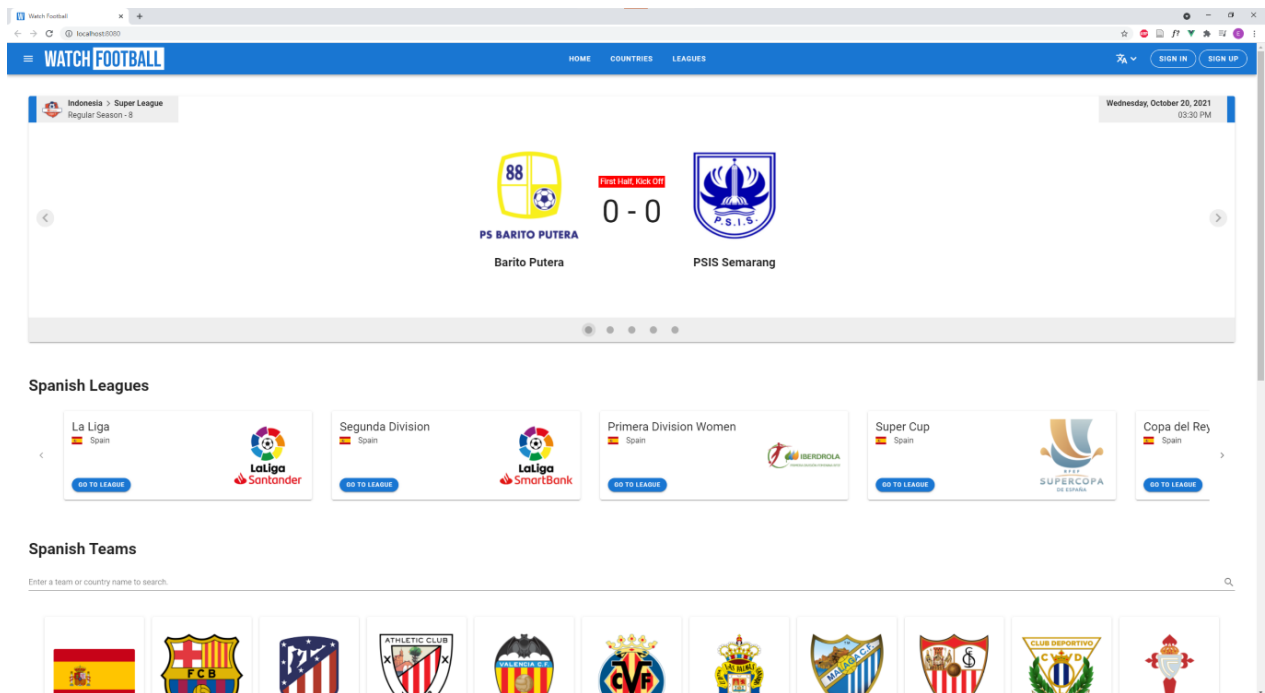 Watch Football
localhost:8080
WATCH FOOTBALL
HOME COUNTRIES LEAGUES
SIGN IN SIGN UP
Indonesia > Super League
Regular Season - 8
Wednesday, October 20, 2021
03:30 PM
88
PS BARITO PUTERA
First Half, Kick Off
0 - 0
P.S.I.S.
Barito Putera
PSIS Semarang
Spanish Leagues
La Liga
Spain
LaLiga
Santander
GO TO LEAGUE
Segunda Division
Spain
LaLiga
SmartBank
GO TO LEAGUE
Primera Division Women
Spain
IBERDROLA
GO TO LEAGUE
Super Cup
Spain
RFEF
SUPERCOPA
DE ESPAÑA
GO TO LEAGUE
Copa del Rey
Spain
GO TO LEAGUE
Spanish Teams
Enter a team or country name to search.
FCB
ATHLETIC CLUB
VALENCIA C.F.
CVF
LAS PALMAS
MALAGA C.F.
CLUB DEPORTIVO